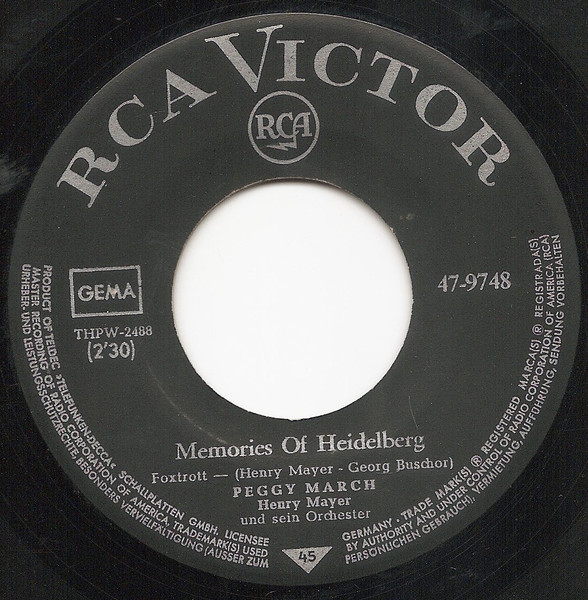 RCA VICTOR
RCA
GEMA
THPW-2488
(2'30)
47-9748
Memories Of Heidelberg
Foxtrott — (Henry Mayer - Georg Buschor)
PEGGY MARCH
Henry Mayer
und sein Orchester
45
PRODUCT OF TELDEC »TELEFUNKEN-DECCA« SCHALLPLATTEN GMBH. LICENSEE
MASTER RECORDING OF RADIO CORPORATION OF AMERICA, TRADEMARK(S) USED
URHEBER- UND LEISTUNGSSCHUTZRECHTE, BESONDERS VERVIELFÄLTIGUNG (AUSSER ZUM
GERMANY · TRADE MARK(S) ® REGISTERED MARCA(S) ® REGISTRADA(S)
BY AUTHORITY AND UNDER CONTROL OF RADIO CORPORATION OF AMERICA (RCA)
PERSÖNLICHEN GEBRAUCH), VERMIETUNG, AUFFÜHRUNG, SENDUNG VORBEHALTEN